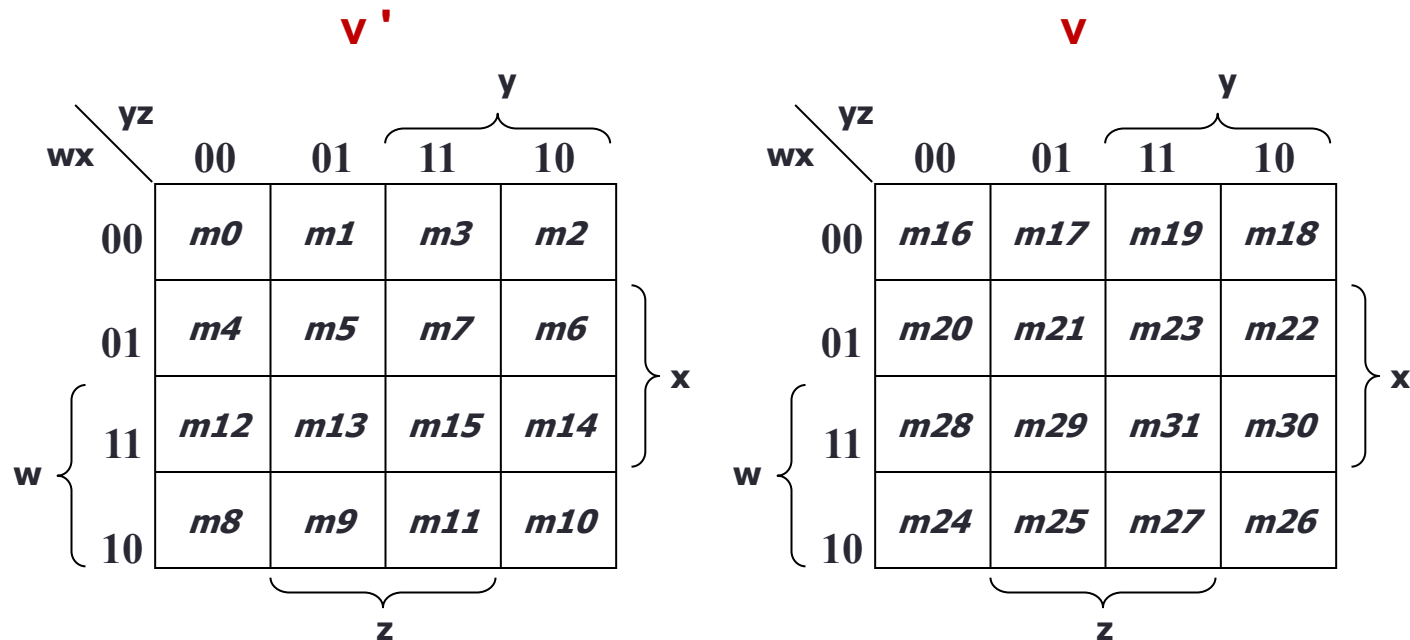 v ' v
y y
yz yz
wx 00 01 11 10 wx 00 01 11 10
00 m0 m1 m3 m2 00 m16 m17 m19 m18
01 m4 m5 m7 m6 01 m20 m21 m23 m22
x x
11 m12 m13 m15 m14 11 m28 m29 m31 m30
w w
10 m8 m9 m11 m10 10 m24 m25 m27 m26
z z